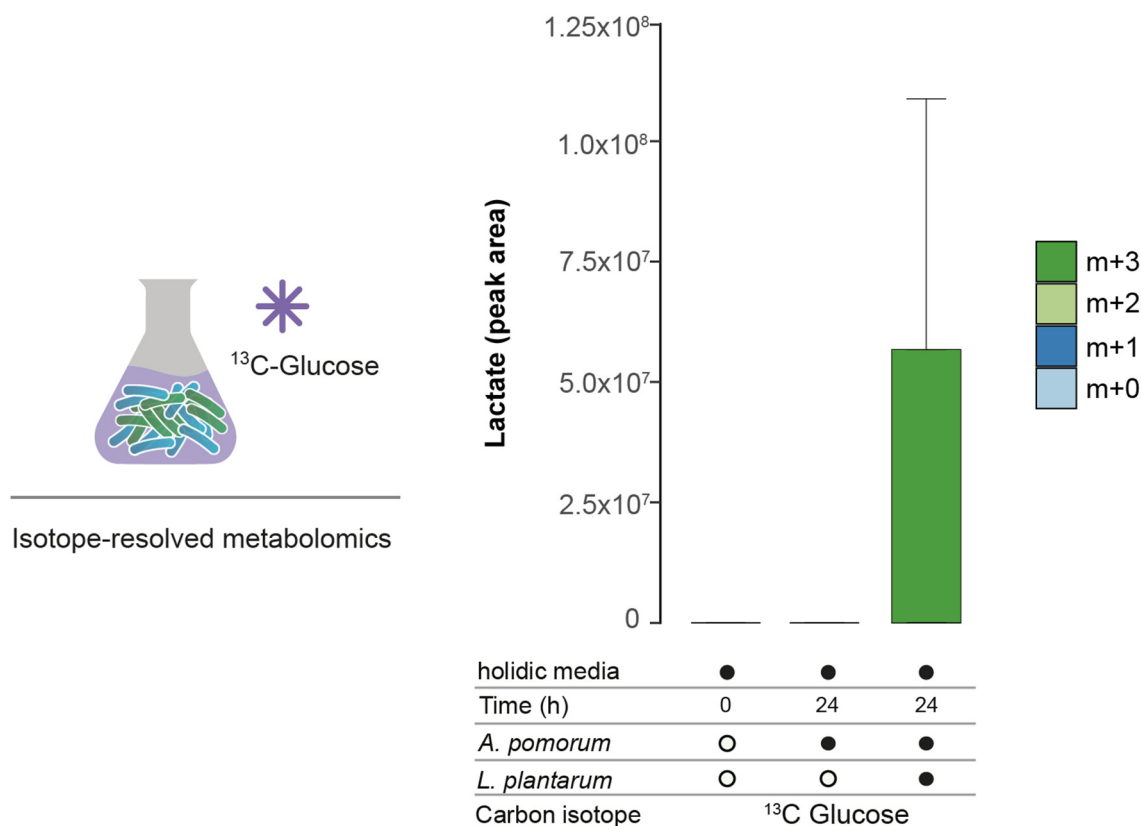 ¹³C-Glucose
Isotope-resolved metabolomics
Lactate (peak area)
1.25x10⁸
1.0x10⁸
7.5x10⁷
5.0x10⁷
2.5x10⁷
0
m+3
m+2
m+1
m+0
holidic media
Time (h) 0 24 24
A. pomorum
L. plantarum
Carbon isotope ¹³C Glucose